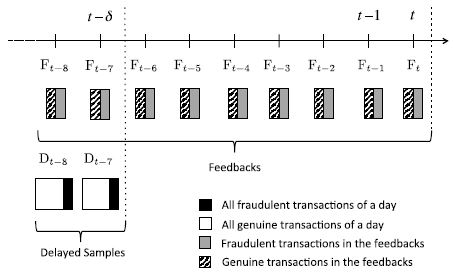 t−δ t−1 t
F_{t−8} F_{t−7} F_{t−6} F_{t−5} F_{t−4} F_{t−3} F_{t−2} F_{t−1} F_t
Feedbacks
D_{t−8} D_{t−7}
All fraudulent transactions of a day
All genuine transactions of a day
Fraudulent transactions in the feedbacks
Delayed Samples
Genuine transactions in the feedbacks